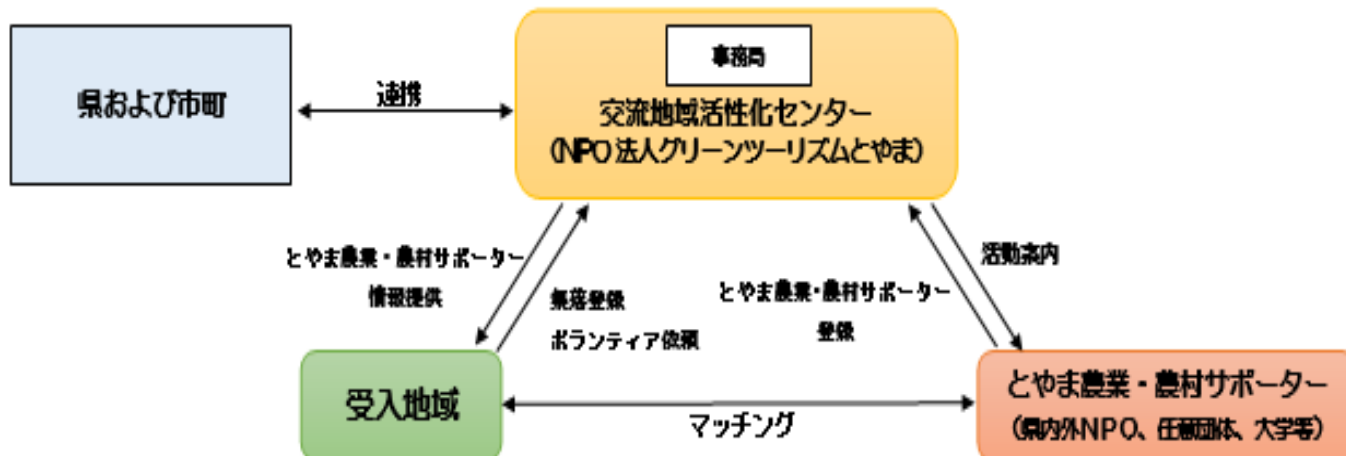 事務局
県および市町
連携
交流地域活性化センター
（NPO法人グリーンツーリズムとやま）
とやま農業・農村サポーター
情報提供
集落登録
ボランティア依頼
とやま農業・農村サポーター
登録
活動案内
受入地域
マッチング
とやま農業・農村サポーター
（県内外NPO、任意団体、大学等）